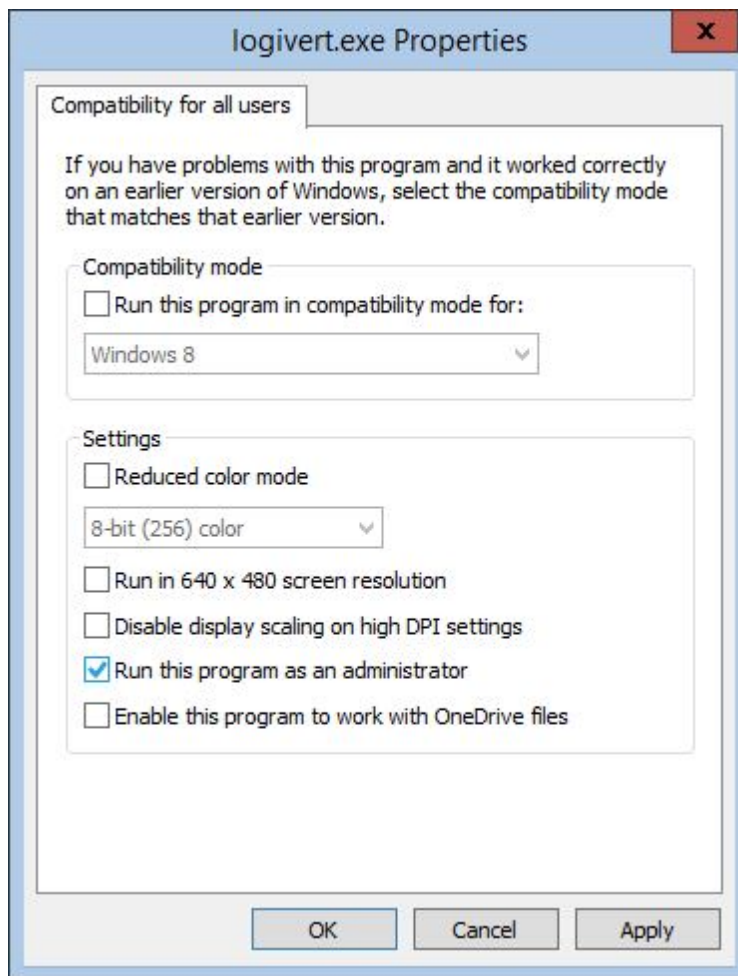 logivert.exe Properties
x
Compatibility for all users
If you have problems with this program and it worked correctly
on an earlier version of Windows, select the compatibility mode
that matches that earlier version.
Compatibility mode
Run this program in compatibility mode for:
Windows 8
Settings
Reduced color mode
8-bit (256) color
Run in 640 x 480 screen resolution
Disable display scaling on high DPI settings
Run this program as an administrator
Enable this program to work with OneDrive files
OK
Cancel
Apply